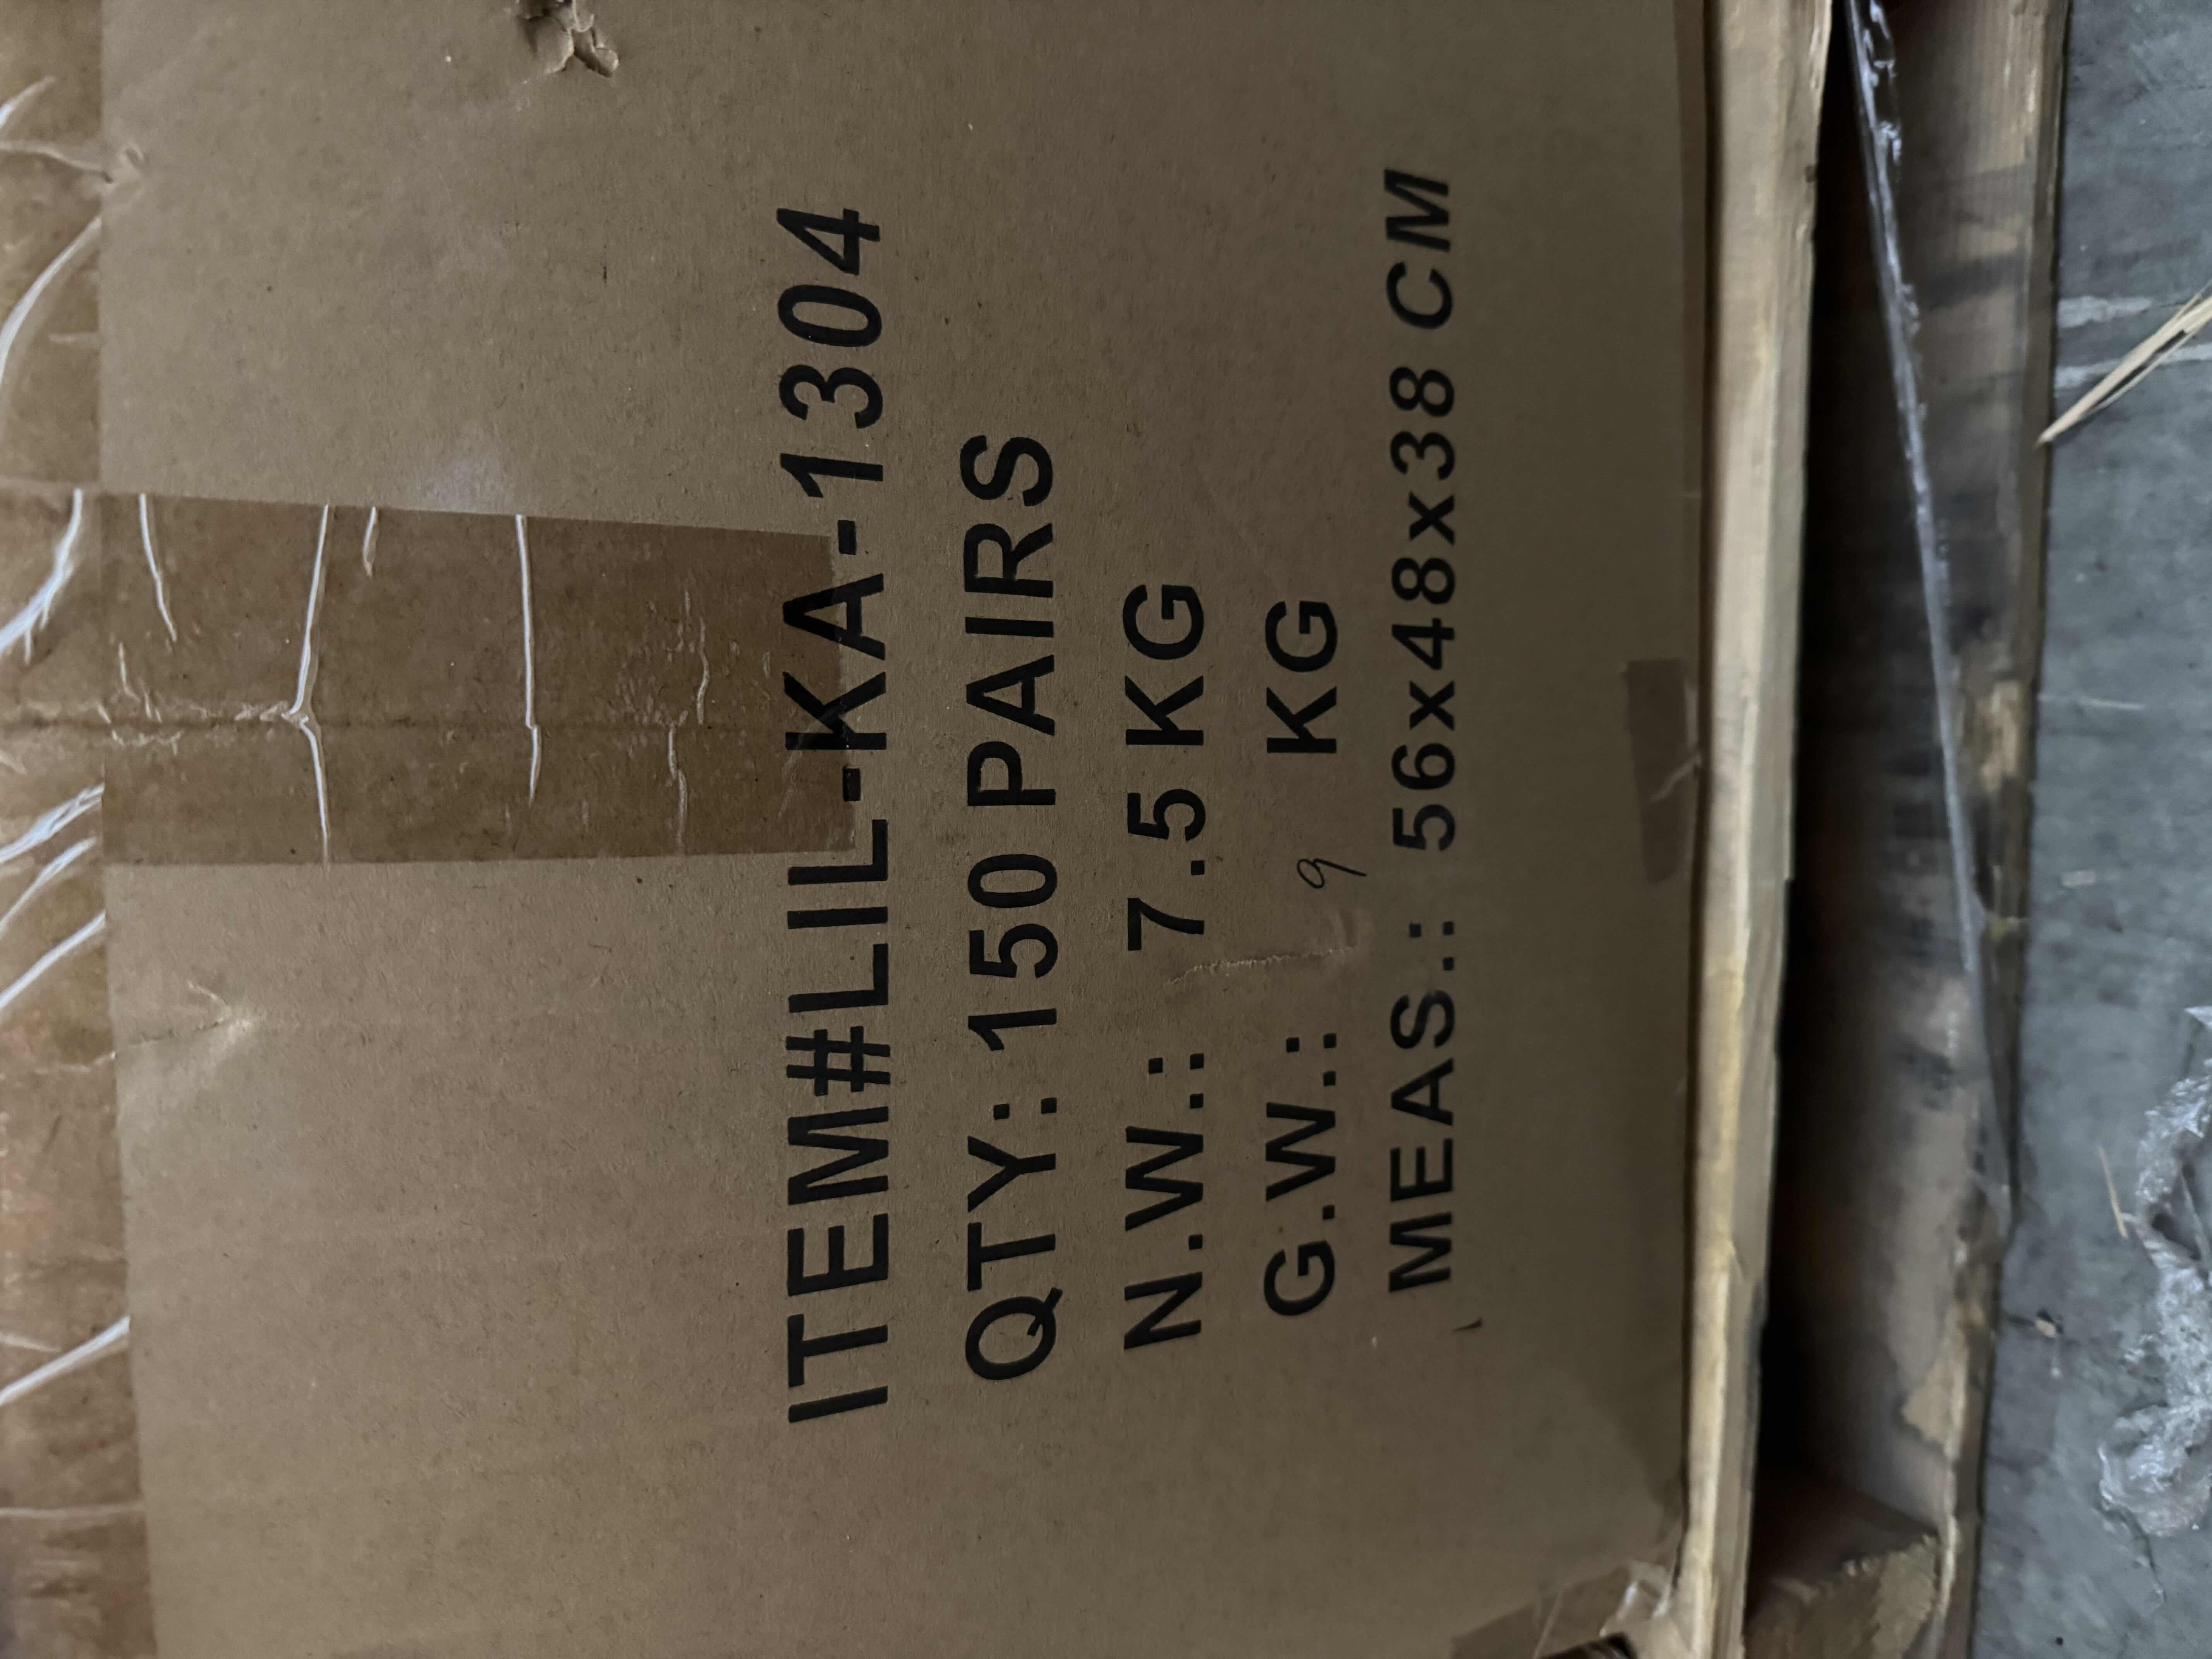 ITEM#LIL-KA-1304
QTY: 150 PAIRS
N.W.: 7.5 KG
G.W.: 9 KG
MEAS.: 56x48x38 CM